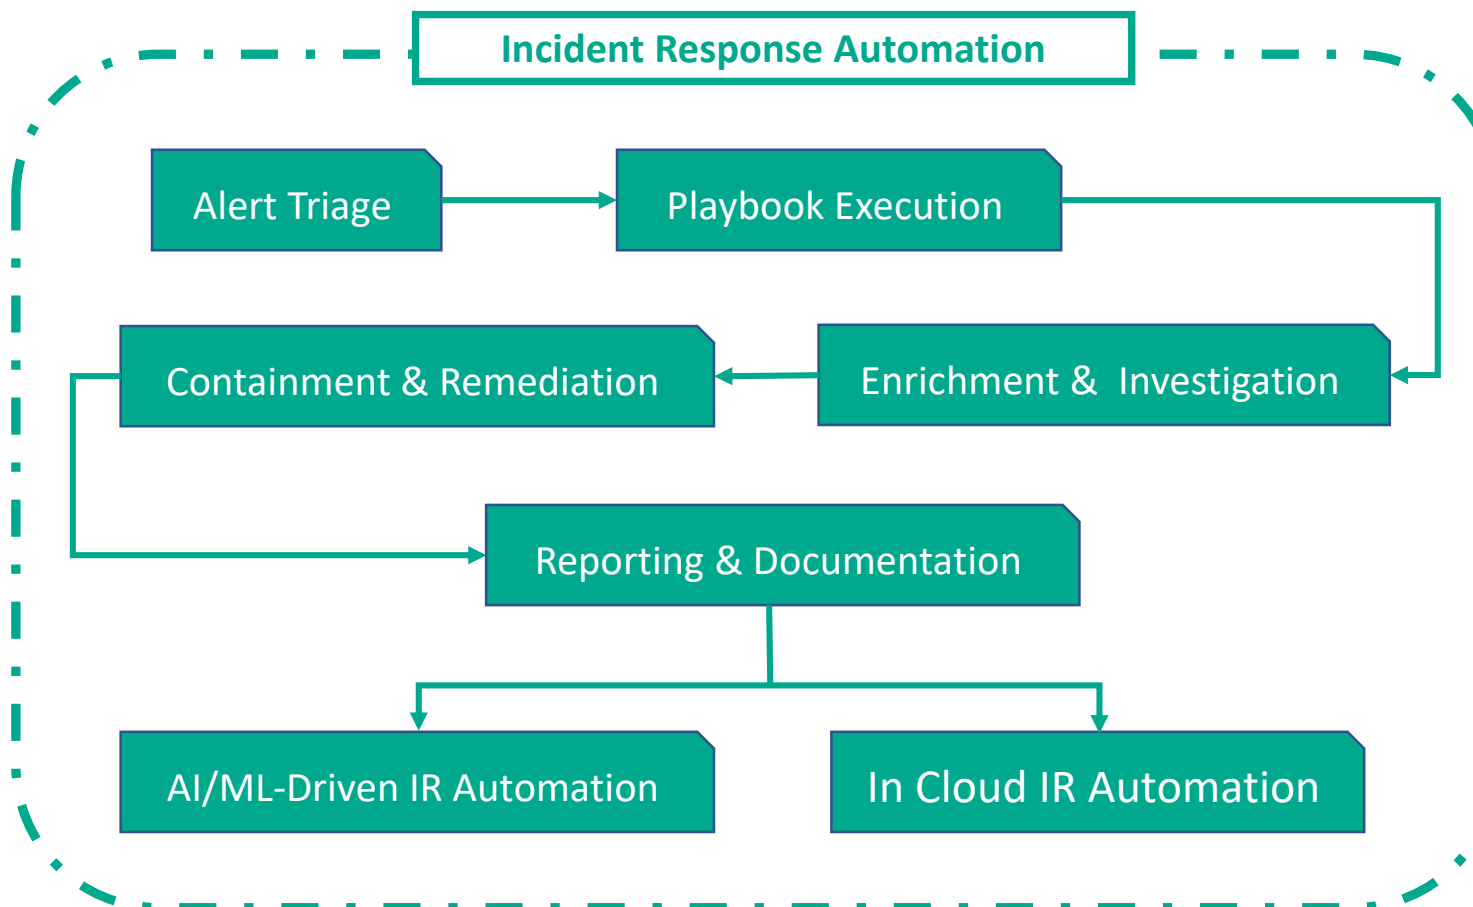 Incident Response Automation
Alert Triage
Playbook Execution
Containment & Remediation
Enrichment &  Investigation
Reporting & Documentation
AI/ML-Driven IR Automation
In Cloud IR Automation